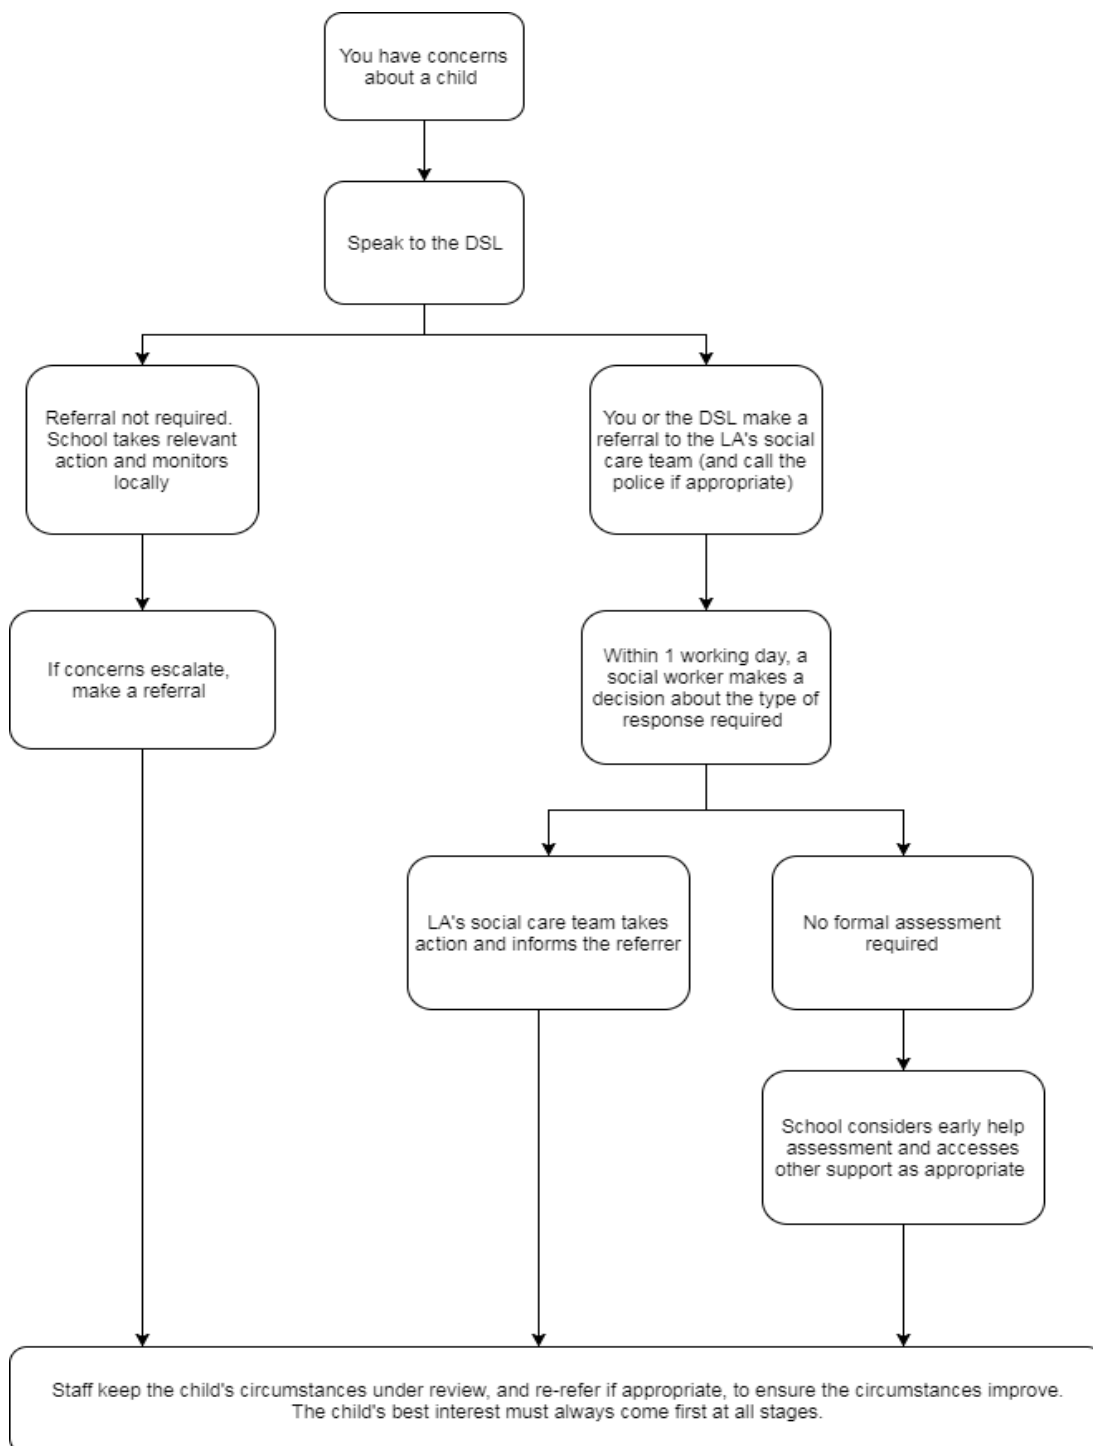 You have concerns
about a child
Speak to the DSL
Referral not required.
School takes relevant
action and monitors
locally
You or the DSL make a
referral to the LA's social
care team (and call the
police if appropriate)
If concerns escalate,
make a referral
Within 1 working day, a
social worker makes a
decision about the type of
response required
LA's social care team takes
action and informs the referrer
No formal assessment
required
School considers early help
assessment and accesses
other support as appropriate
Staff keep the child's circumstances under review, and re-refer if appropriate, to ensure the circumstances improve.
The child's best interest must always come first at all stages.